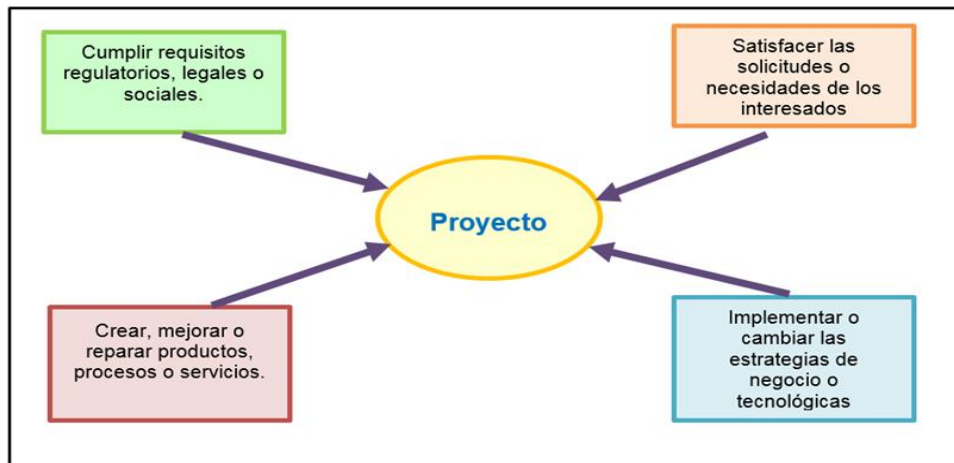 Cumplir requisitos
regulatorios, legales o
sociales.
Satisfacer las
solicitudes o
necesidades de los
interesados
Proyecto
Crear, mejorar o
reparar productos,
procesos o servicios.
Implementar o
cambiar las
estrategias de
negocio o
tecnológicas